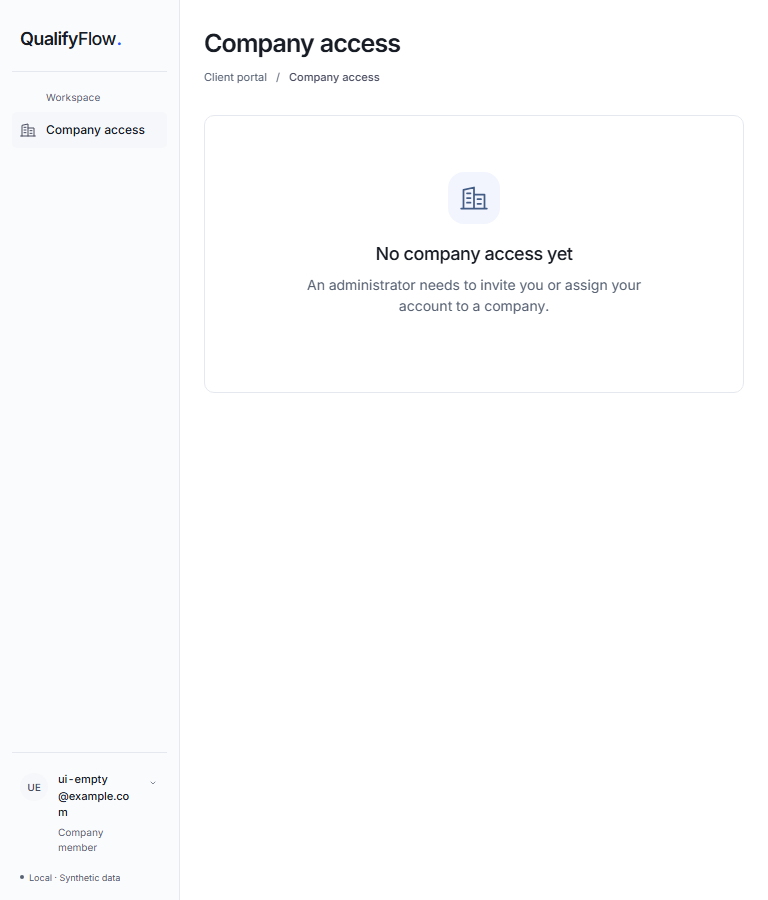 QualifyFlow.
Workspace
Company access
Company access
Client portal / Company access
No company access yet
An administrator needs to invite you or assign your
account to a company.
UE
ui-empty
@example.co
m
Company
member
Local · Synthetic data